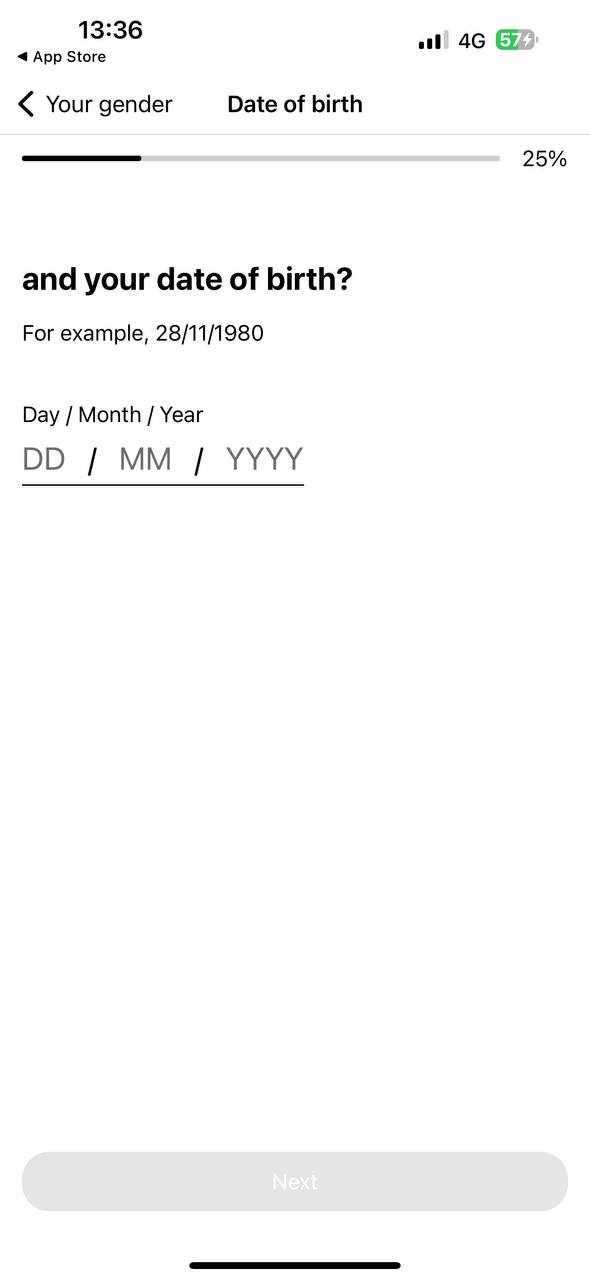 13:36
4G 57
◀ App Store
Your gender
Date of birth
25%
and your date of birth?
For example, 28/11/1980
Day / Month / Year
DD / MM / YYYY
Next